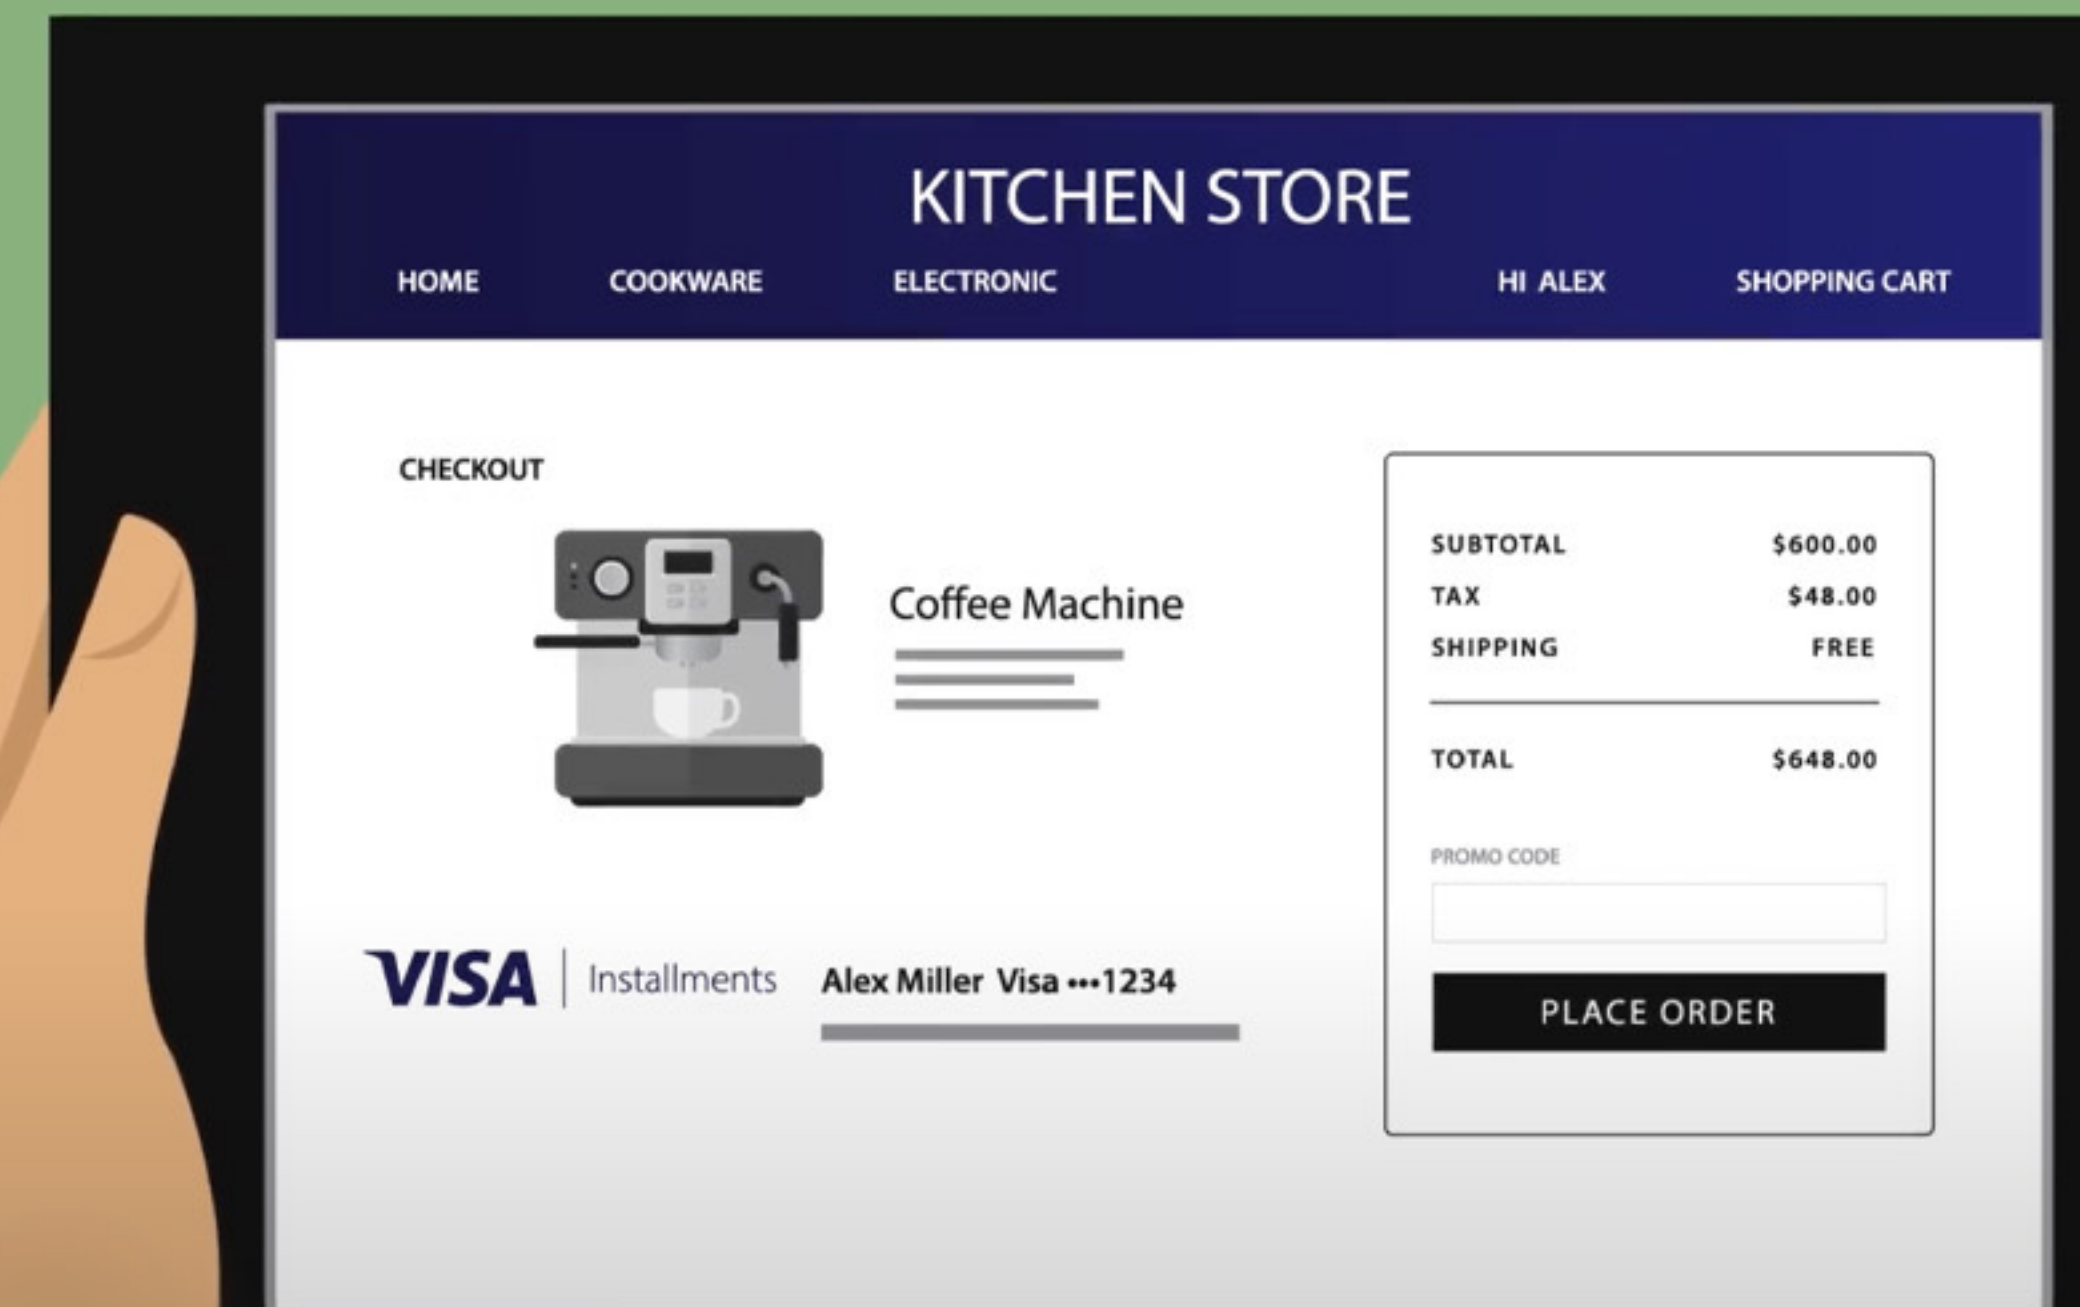 KITCHEN STORE
HOME COOKWARE ELECTRONIC HI ALEX SHOPPING CART
CHECKOUT
Coffee Machine
VISA | Installments Alex Miller Visa •••1234
SUBTOTAL $600.00
TAX $48.00
SHIPPING FREE
TOTAL $648.00
PROMO CODE
PLACE ORDER